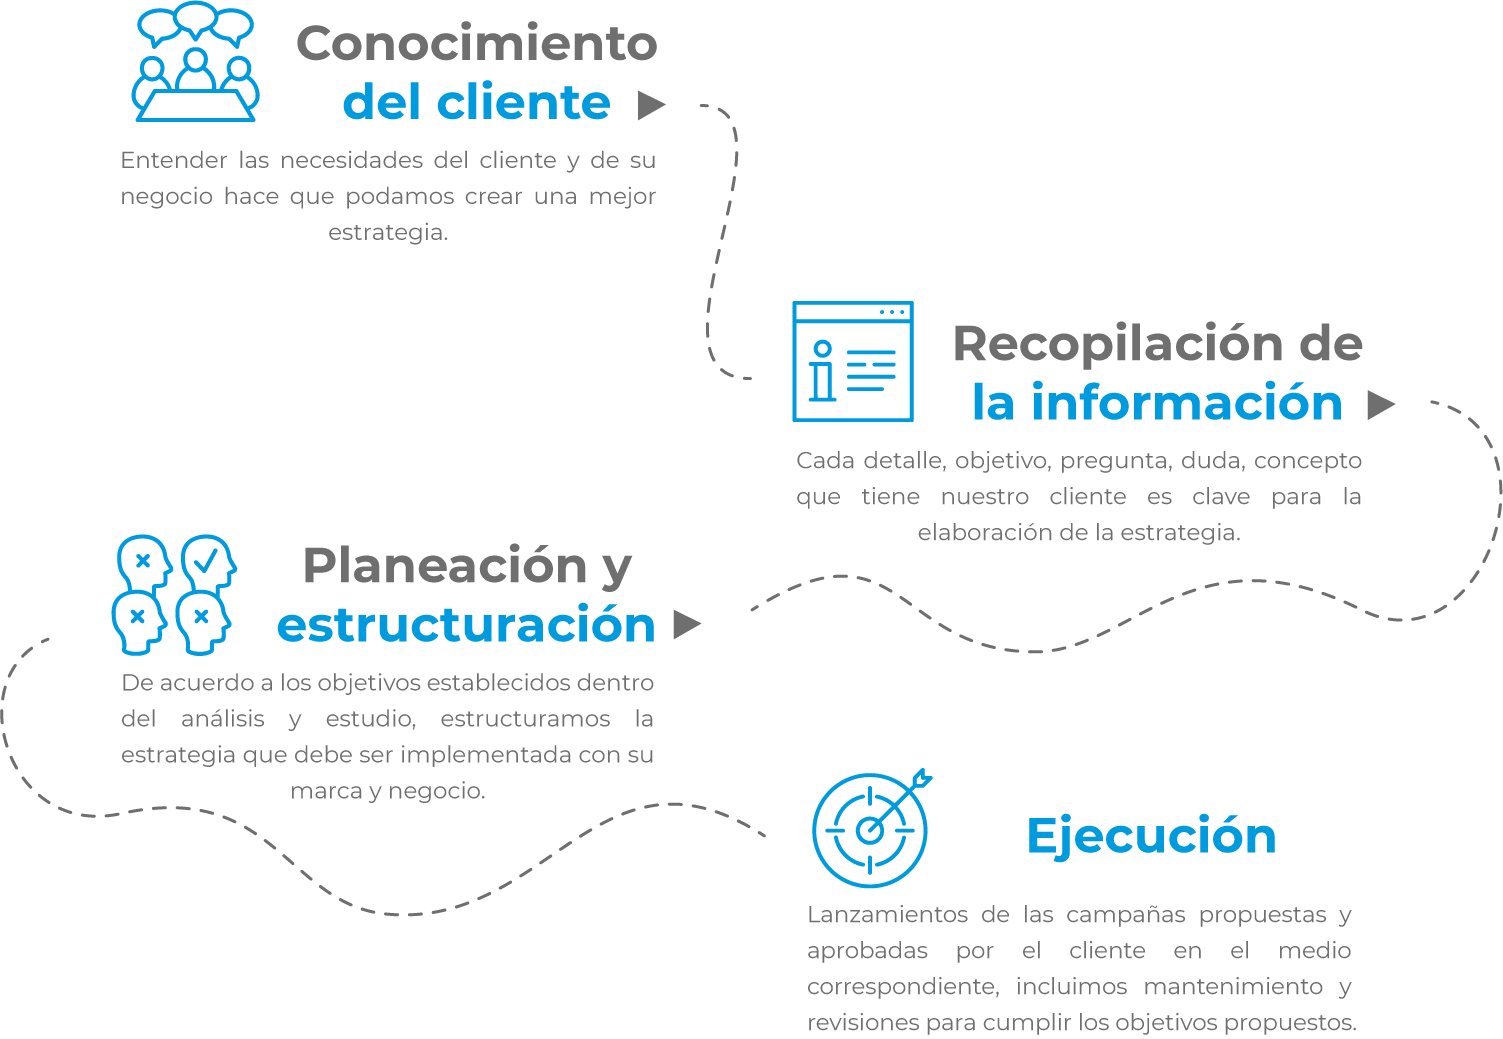 Conocimiento
del cliente
Entender las necesidades del cliente y de su
negocio hace que podamos crear una mejor
estrategia.
Recopilación de
la información
Cada detalle, objetivo, pregunta, duda, concepto
que tiene nuestro cliente es clave para la
elaboración de la estrategia.
Planeación y
estructuración
De acuerdo a los objetivos establecidos dentro
del análisis y estudio, estructuramos la
estrategia que debe ser implementada con su
marca y negocio.
Ejecución
Lanzamientos de las campañas propuestas y
aprobadas por el cliente en el medio
correspondiente, incluimos mantenimiento y
revisiones para cumplir los objetivos propuestos.